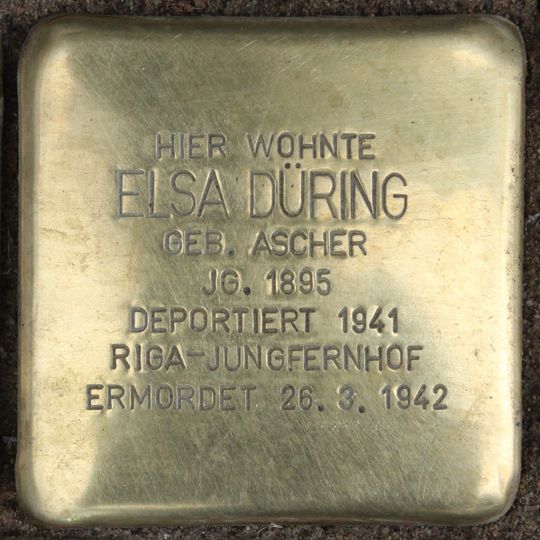 HIER WOHNTE
ELSA DÜRING
GEB. ASCHER
JG. 1895
DEPORTIERT 1941
RIGA-JUNGFERNHOF
ERMORDET 26. 3. 1942